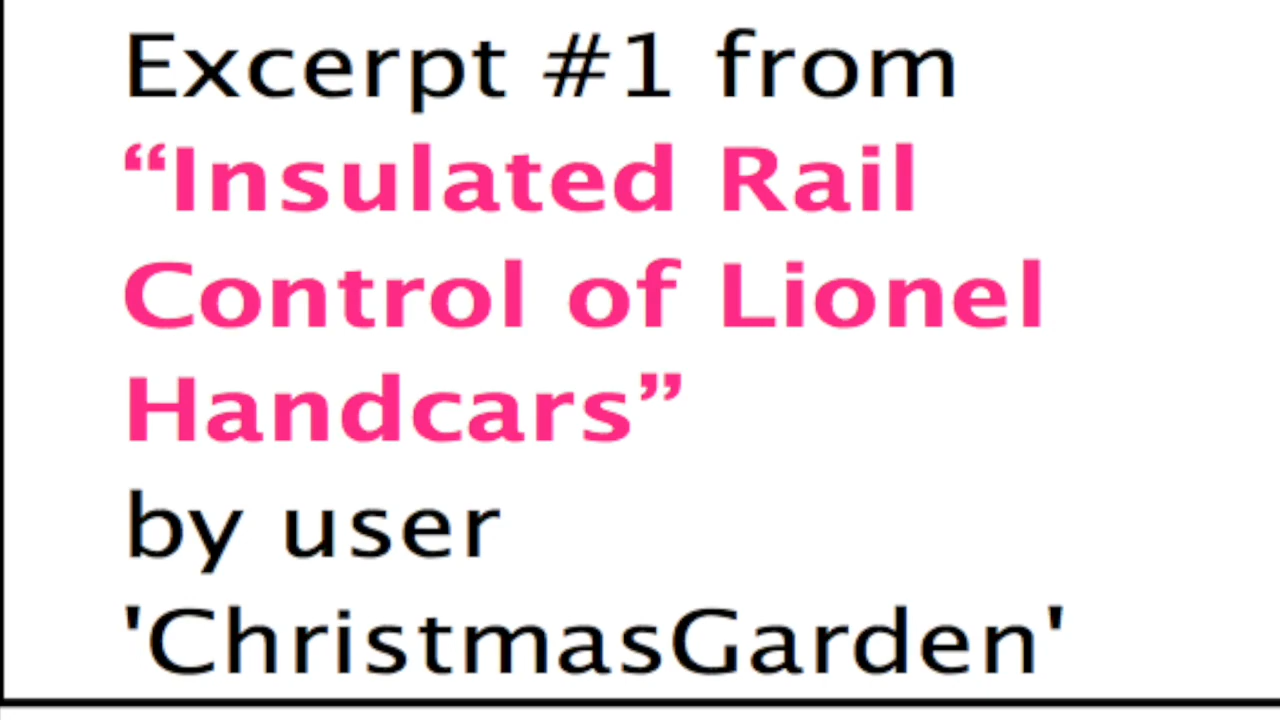 Excerpt #1 from
“Insulated Rail
Control of Lionel
Handcars”
by user
'ChristmasGarden'